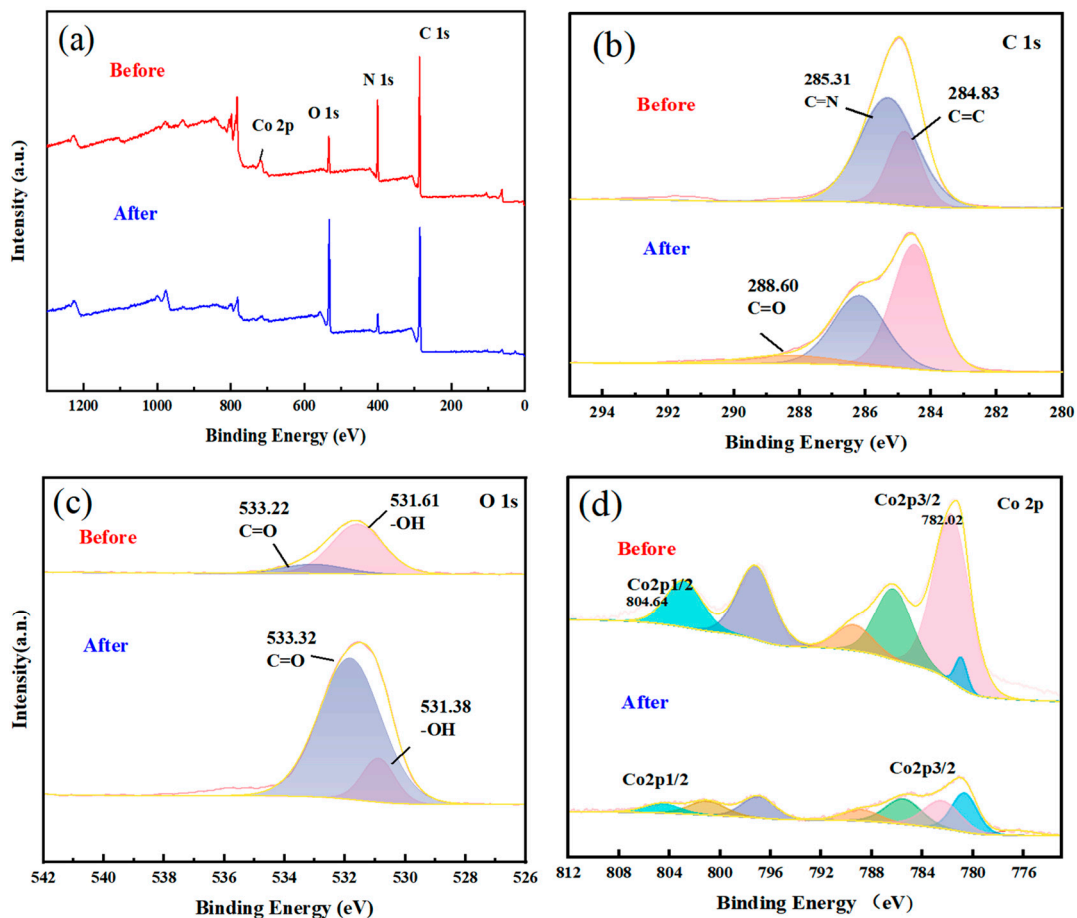 (a)
C 1s
Before
N 1s
O 1s
Co 2p
After
Intensity (a.u.)
1200 1000 800 600 400 200 0
Binding Energy (eV)
(b)
C 1s
285.31
C=N
Before
284.83
C=C
After
288.60
C=O
294 292 290 288 286 284 282 280
Binding Energy (eV)
(c)
O 1s
533.22
C=O
531.61
-OH
Before
533.32
C=O
After
531.38
-OH
Intensity(a.n.)
542 540 538 536 534 532 530 528 526
Binding Energy (eV)
(d)
Co2p3/2
782.02
Co 2p
Before
Co2p1/2
804.64
After
Co2p1/2
Co2p3/2
812 808 804 800 796 792 788 784 780 776
Binding Energy （eV)